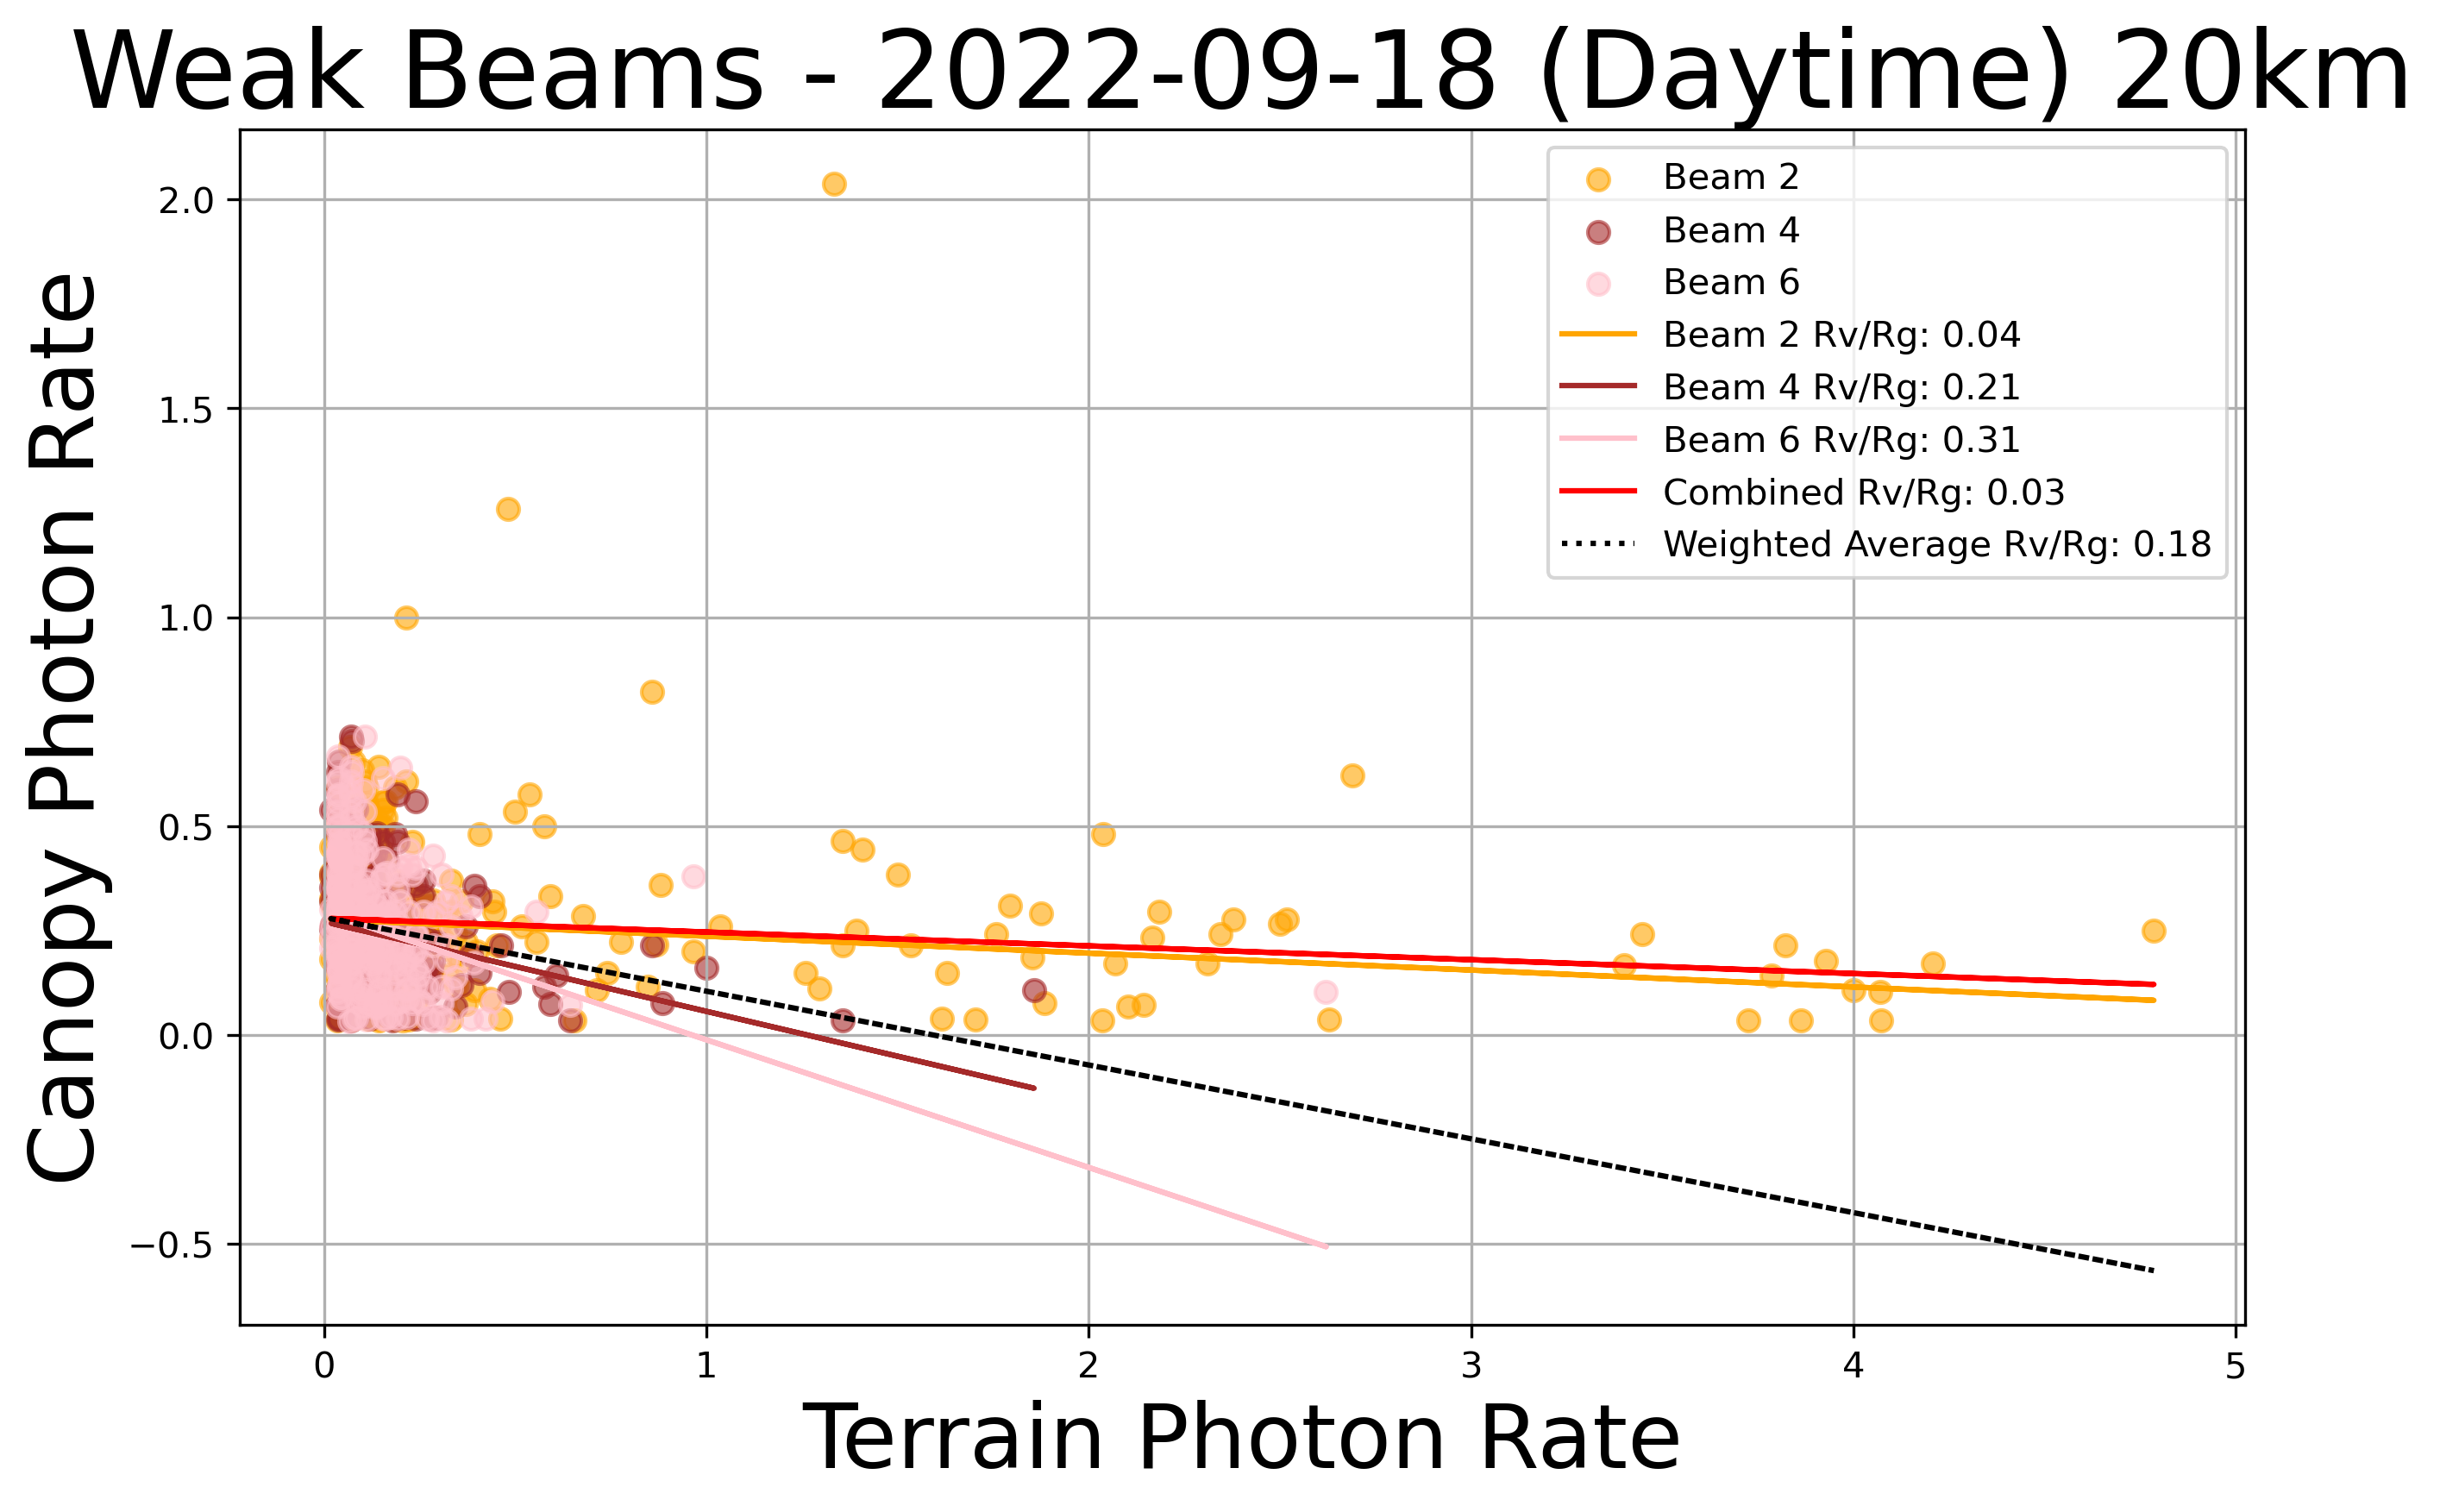 Weak Beams - 2022-09-18 (Daytime) 20km
Canopy Photon Rate
2.0
1.5
1.0
0.5
0.0
−0.5
Beam 2
Beam 4
Beam 6
Beam 2 Rv/Rg: 0.04
Beam 4 Rv/Rg: 0.21
Beam 6 Rv/Rg: 0.31
Combined Rv/Rg: 0.03
Weighted Average Rv/Rg: 0.18
0 1 2 3 4 5
Terrain Photon Rate